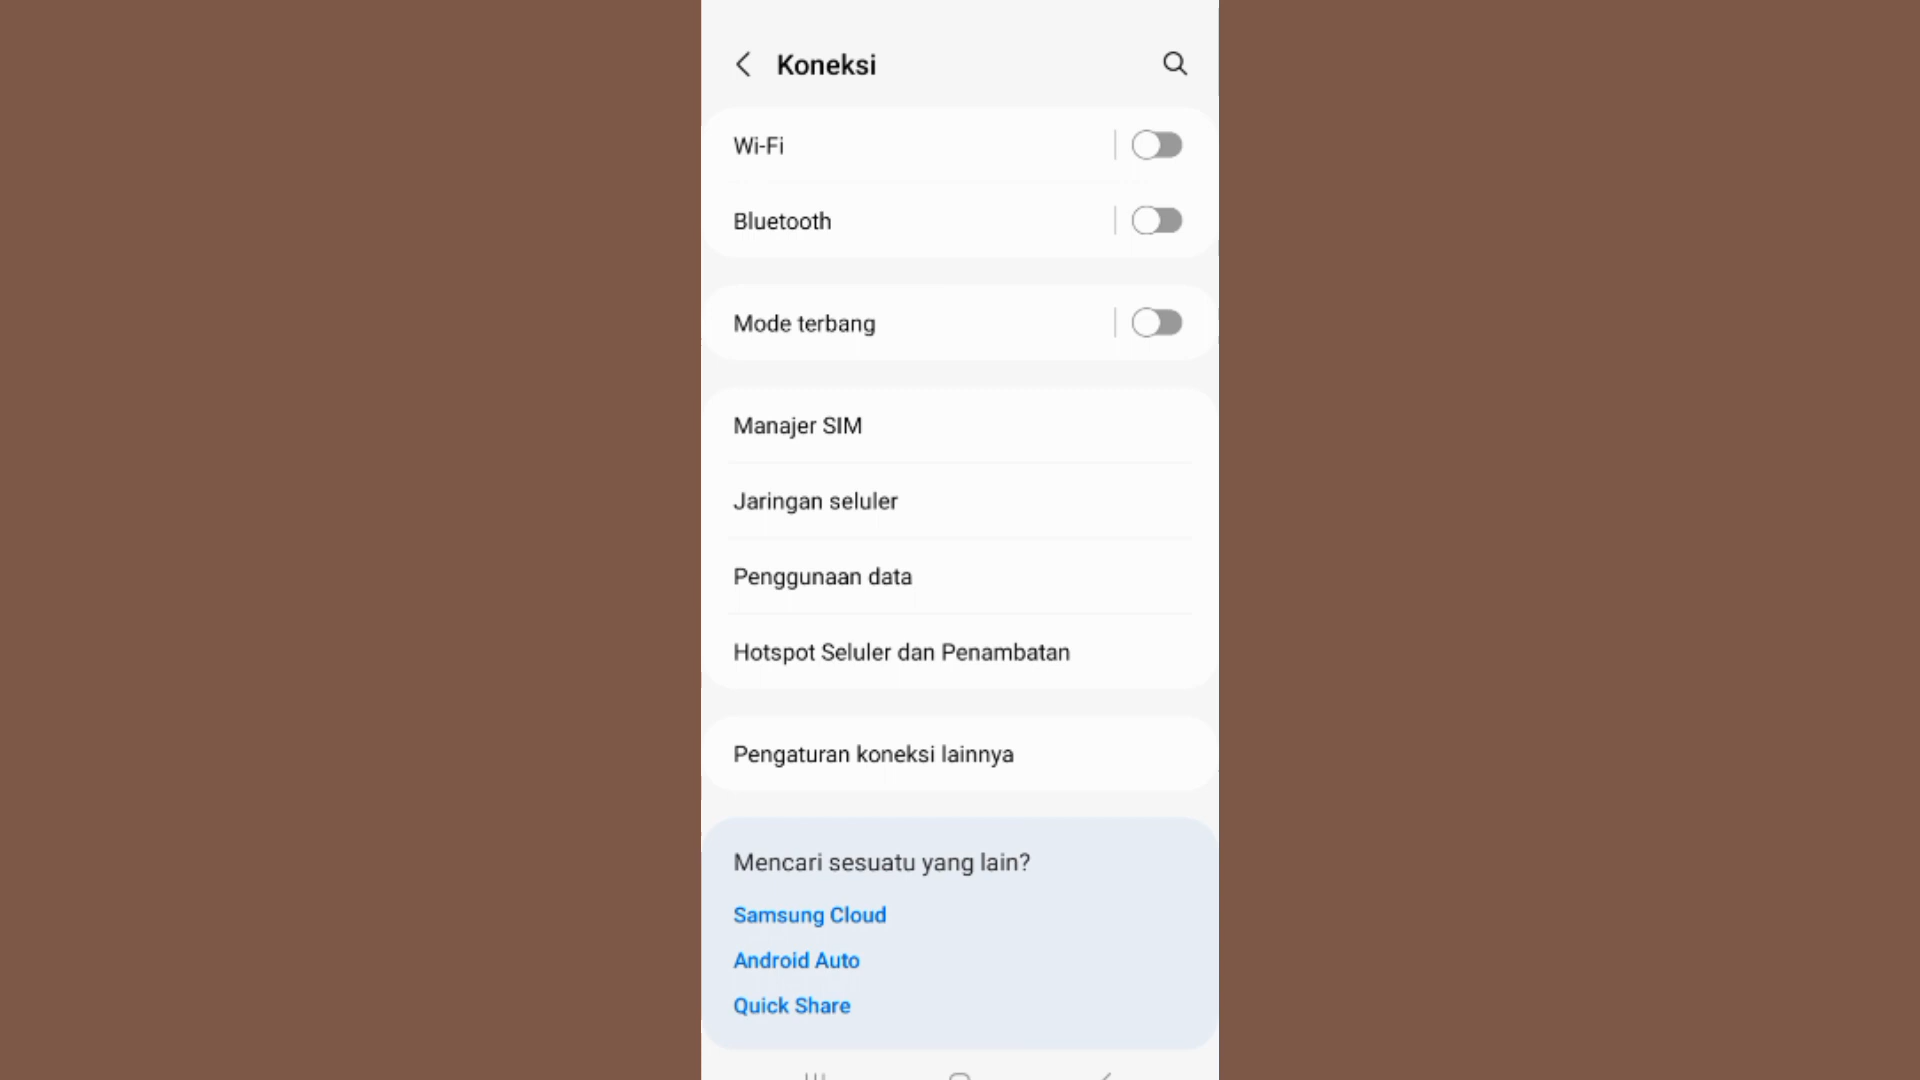 Koneksi
Wi-Fi
Bluetooth
Mode terbang
Manajer SIM
Jaringan seluler
Penggunaan data
Hotspot Seluler dan Penambatan
Pengaturan koneksi lainnya
Mencari sesuatu yang lain?
Samsung Cloud
Android Auto
Quick Share